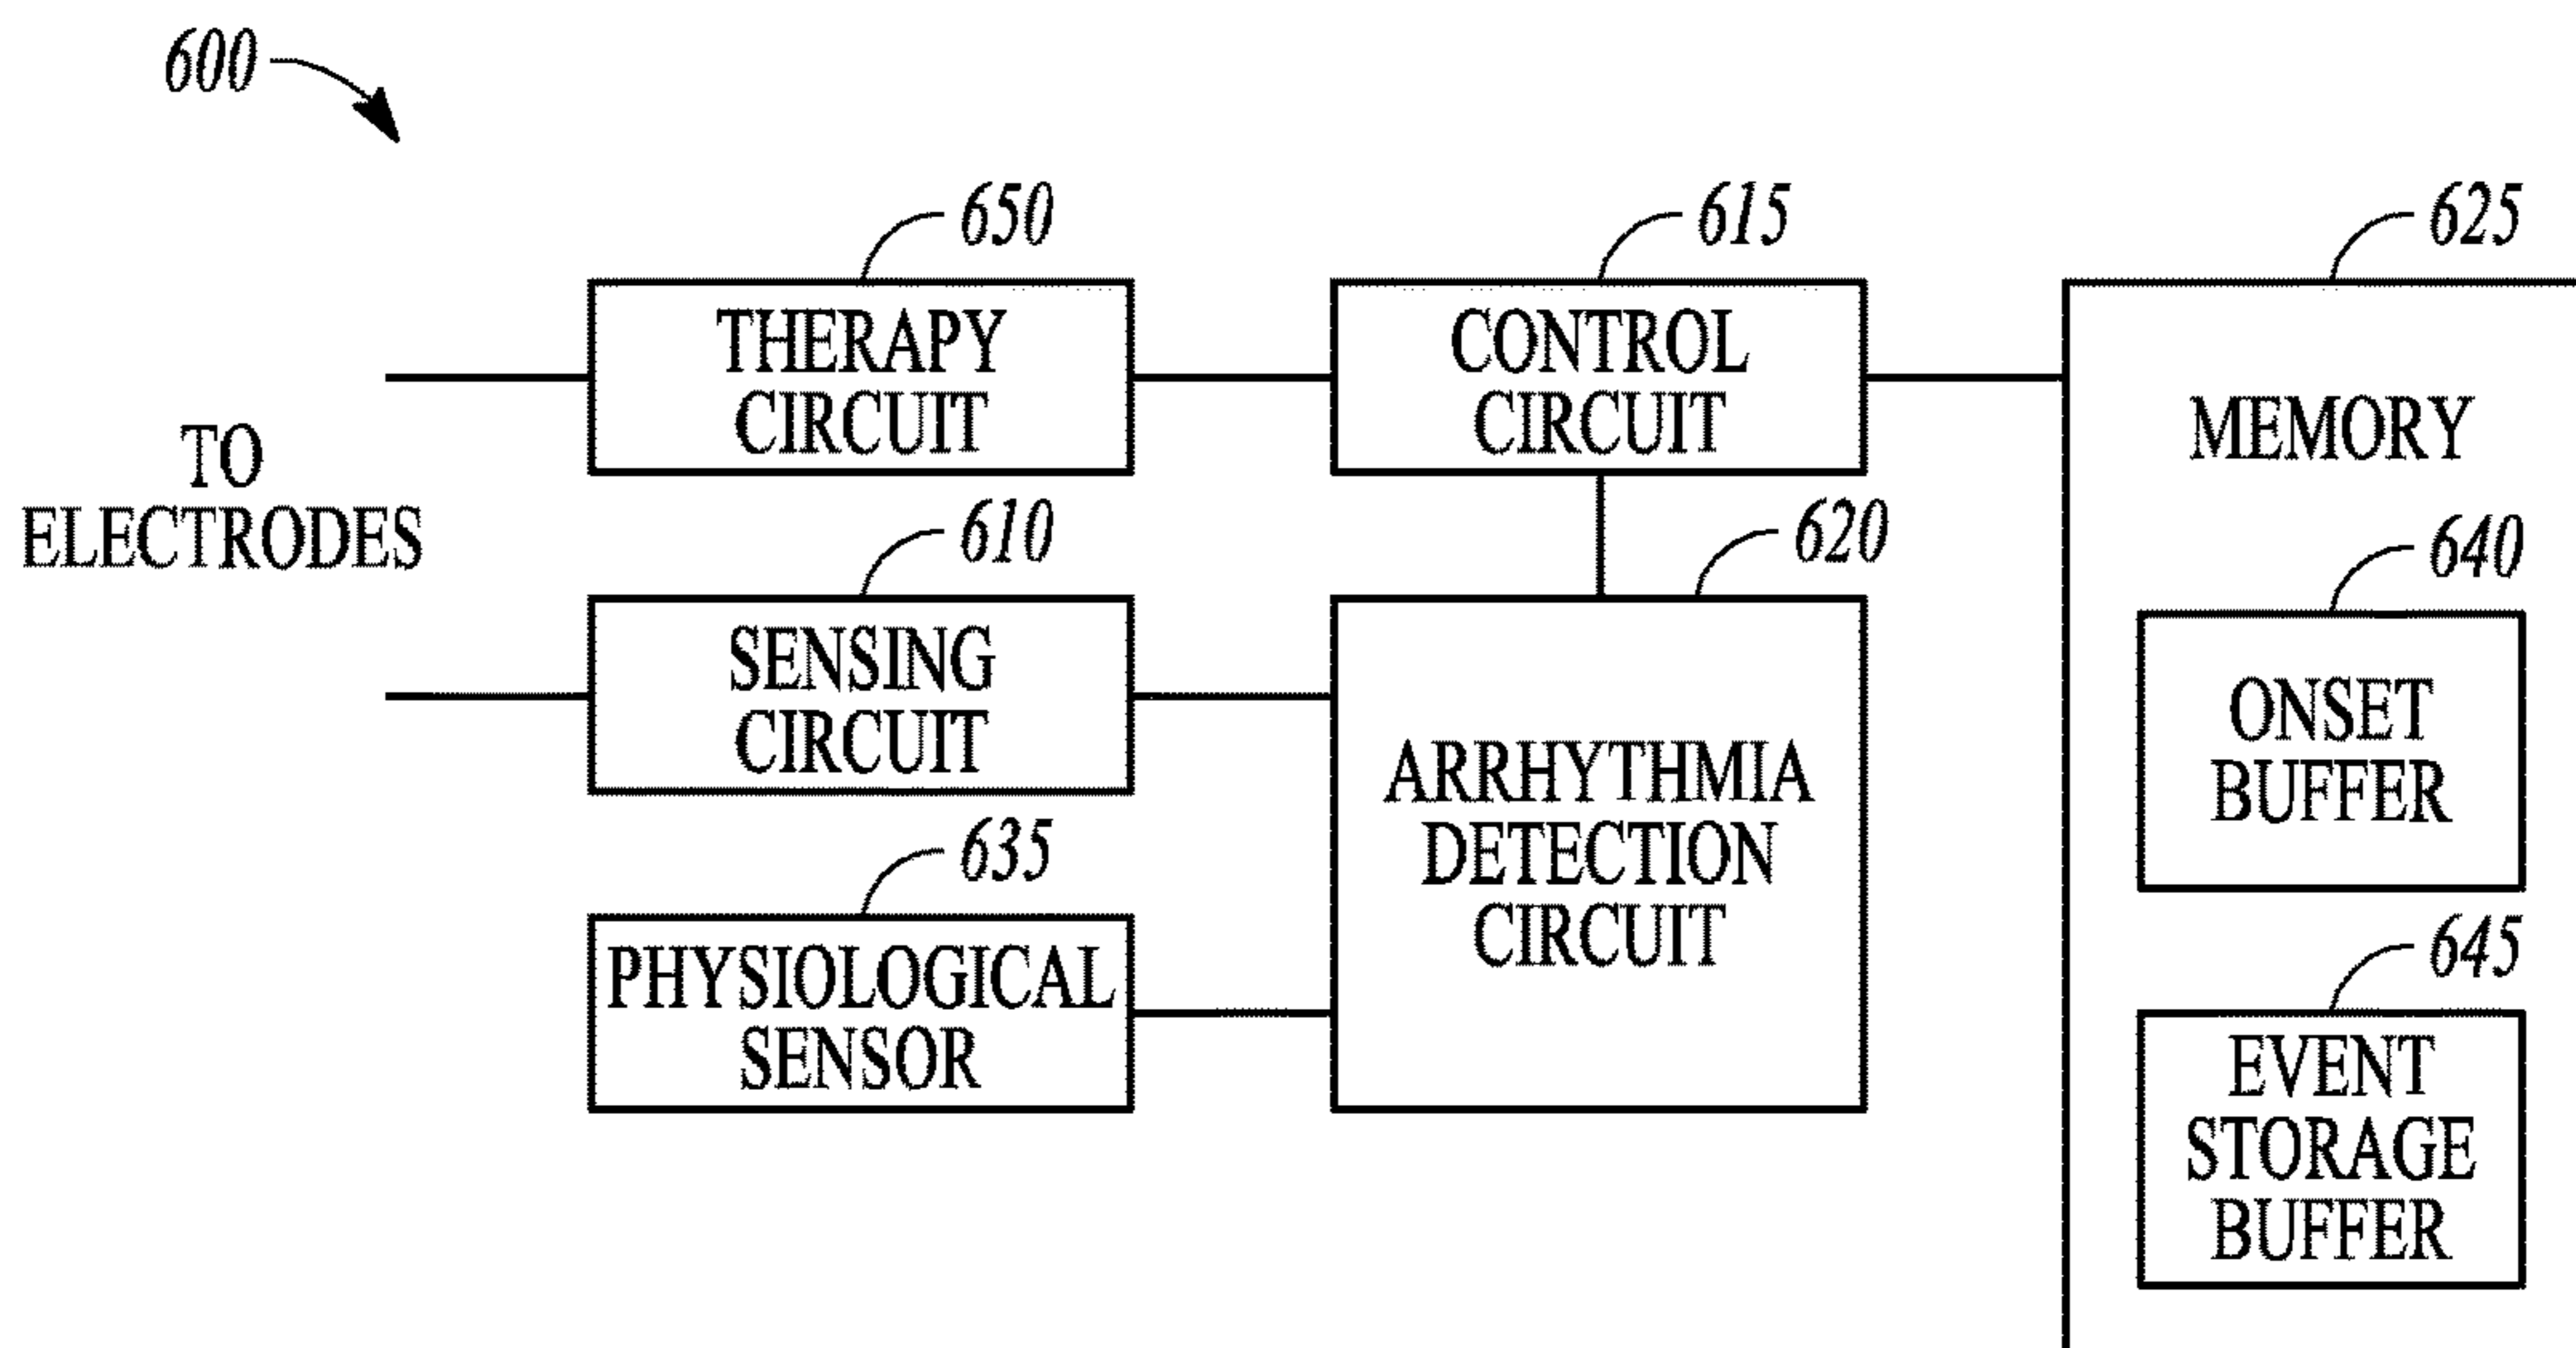 600
650
615
625
THERAPY
CIRCUIT
CONTROL
CIRCUIT
MEMORY
TO
ELECTRODES
610
620
640
SENSING
CIRCUIT
ARRHYTHMIA
DETECTION
CIRCUIT
ONSET
BUFFER
635
645
PHYSIOLOGICAL
SENSOR
EVENT
STORAGE
BUFFER